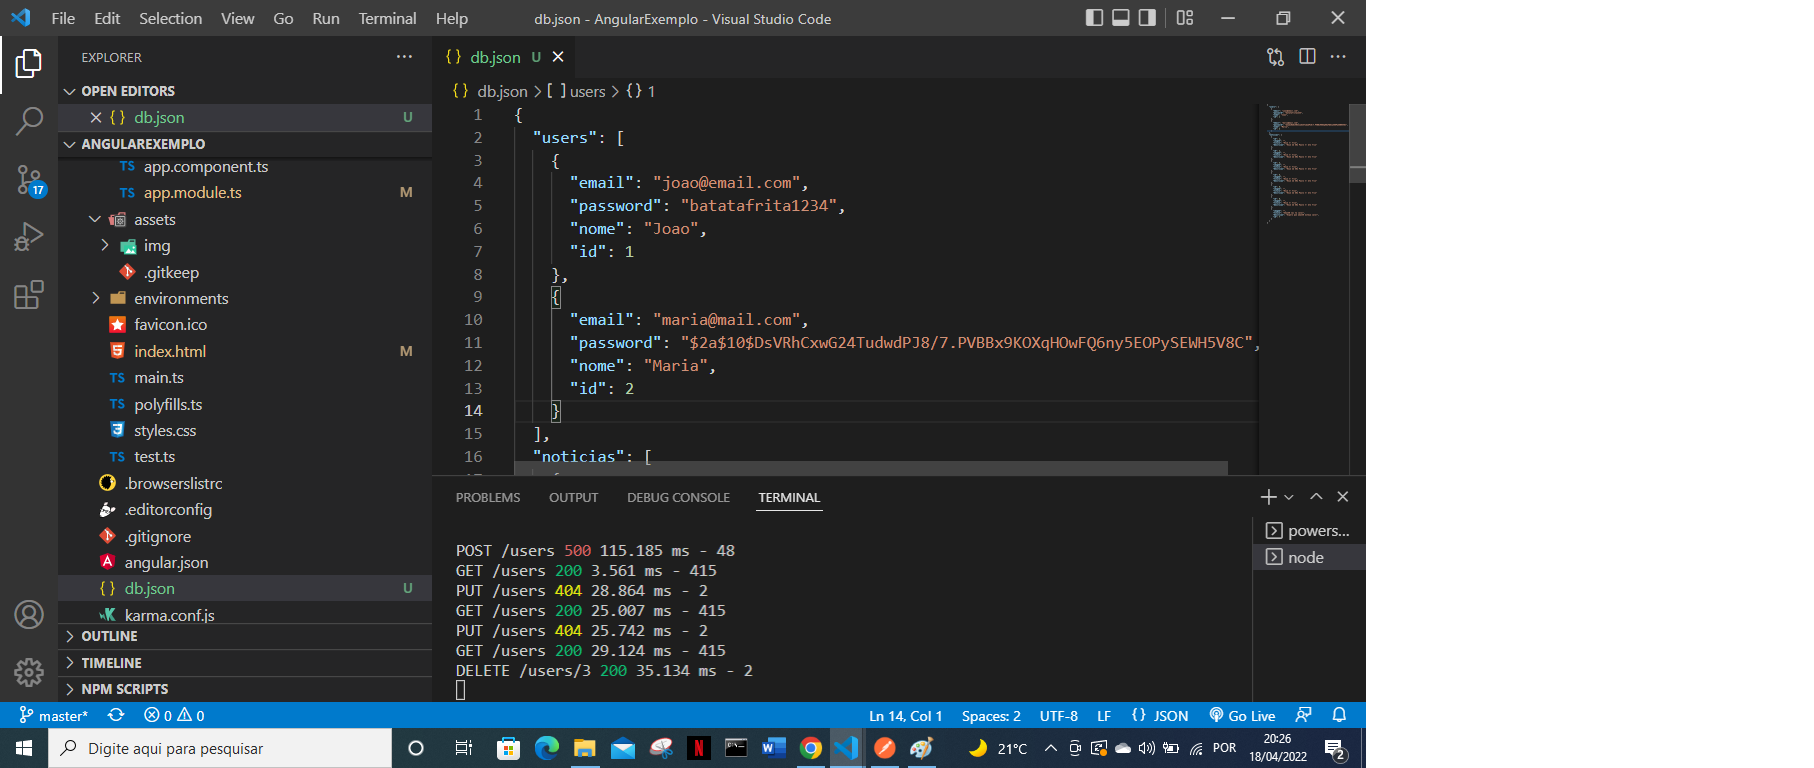 File Edit Selection View Go Run Terminal Help
db.json - AngularExemplo - Visual Studio Code
EXPLORER
OPEN EDITORS
db.json U
ANGULAREXEMPLO
TS app.component.ts
TS app.module.ts M
assets
img
.gitkeep
environments
favicon.ico
index.html M
TS main.ts
TS polyfills.ts
styles.css
TS test.ts
.browserslistrc
.editorconfig
.gitignore
angular.json
{} db.json U
karma.conf.js
OUTLINE
TIMELINE
NPM SCRIPTS
17
{} db.json U
{} db.json > [ ] users > {} 1
1 {
2 "users": [
3 {
4 "email": "joao@email.com",
5 "password": "batatafrita1234",
6 "nome": "Joao",
7 "id": 1
8 },
9 {
10 "email": "maria@mail.com",
11 "password": "$2a$10$DsVRhCxwG24TudwdPJ8/7.PVBBx9KOXqHOwFQ6ny5EOPySEWH5V8C",
12 "nome": "Maria",
13 "id": 2
14 }
15 ],
16 "noticias": [
PROBLEMS OUTPUT DEBUG CONSOLE TERMINAL
POST /users 500 115.185 ms - 48
GET /users 200 3.561 ms - 415
PUT /users 404 28.864 ms - 2
GET /users 200 25.007 ms - 415
PUT /users 404 25.742 ms - 2
GET /users 200 29.124 ms - 415
DELETE /users/3 200 35.134 ms - 2
powers...
node
master* 0 0
Ln 14, Col 1 Spaces: 2 UTF-8 LF {} JSON Go Live
Digite aqui para pesquisar
21°C
POR
20:26
18/04/2022
2